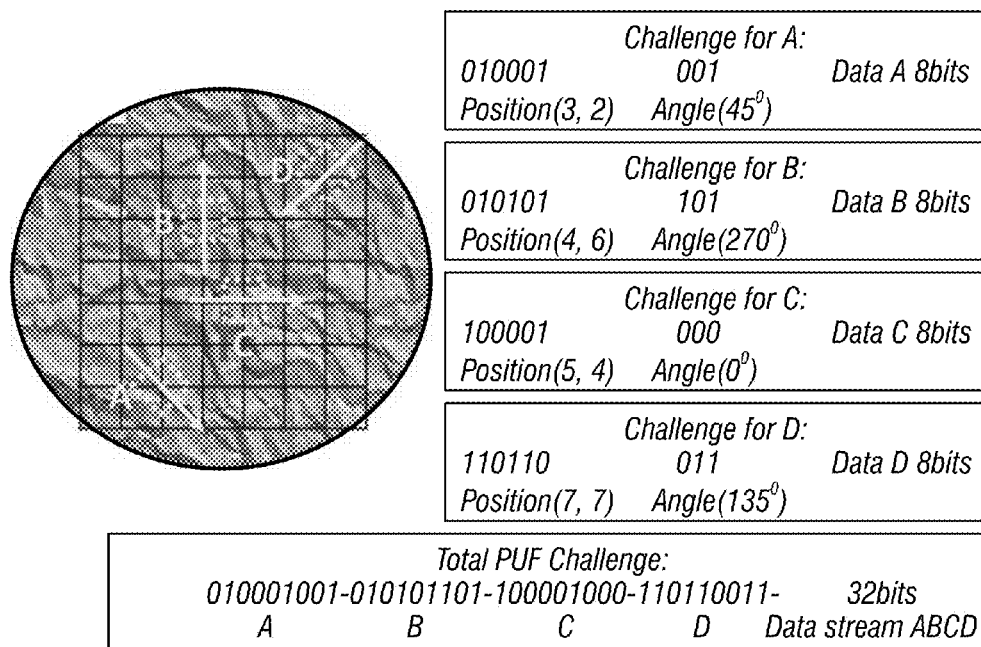 Challenge for A:
010001 001 Data A 8bits
Position(3, 2) Angle(45⁰)
Challenge for B:
010101 101 Data B 8bits
Position(4, 6) Angle(270⁰)
Challenge for C:
100001 000 Data C 8bits
Position(5, 4) Angle(0⁰)
Challenge for D:
110110 011 Data D 8bits
Position(7, 7) Angle(135⁰)
D
B
A
Total PUF Challenge:
010001001-010101101-100001000-110110011- 32bits
A B C D Data stream ABCD